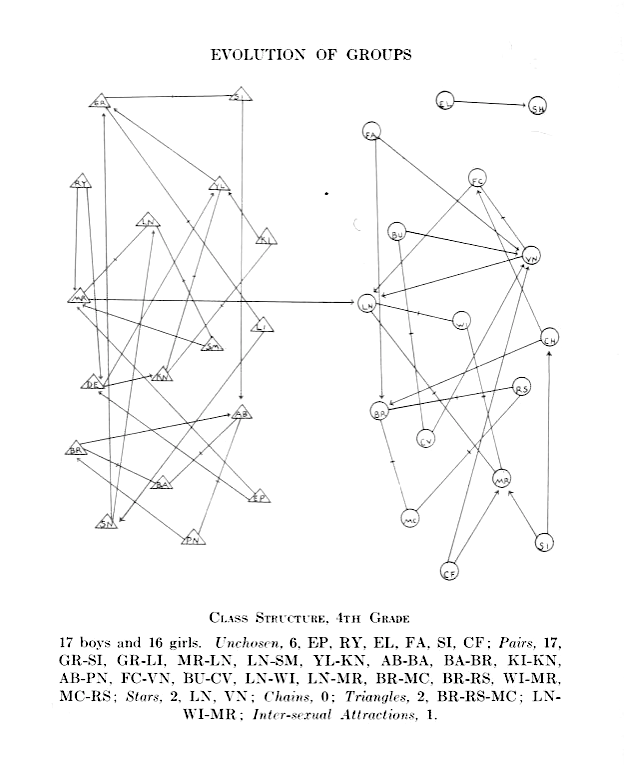 EVOLUTION OF GROUPS
GR SI EL SH
FA
RY YL FC
LN BU
KI VN
MR LN
WI
LI CH
SM
DE KN RS
AB BR
BR CV
BA MR
EP
SN MC
PN SI
CF
CLASS STRUCTURE, 4TH GRADE
17 boys and 16 girls. Unchosen, 6, EP, RY, EL, FA, SI, CF; Pairs, 17,
GR-SI, GR-LI, MR-LN, LN-SM, YL-KN, AB-BA, BA-BR, KI-KN,
AB-PN, FC-VN, BU-CV, LN-WI, LN-MR, BR-MC, BR-RS, WI-MR,
MC-RS; Stars, 2, LN, VN; Chains, 0; Triangles, 2, BR-RS-MC; LN-
WI-MR; Inter-sexual Attractions, 1.